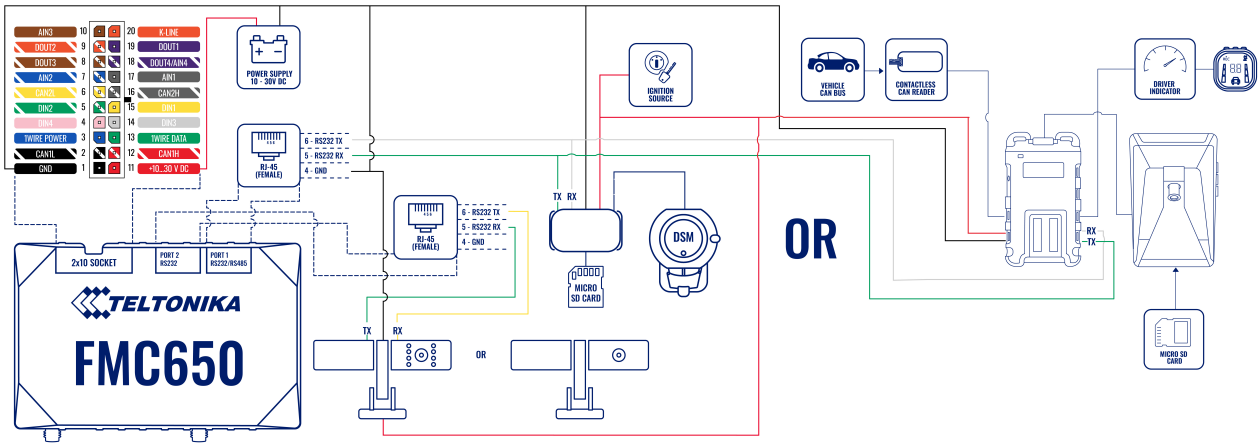 AIN3 10 20 K-LINE
DOUT2 9 19 DOUT1
DOUT3 8 18 DOUT4/AIN4
AIN2 7 17 AIN1
CAN2L 6 16 CAN2H
DIN2 5 15 DIN1
DIN4 4 14 DIN3
1WIRE POWER 3 13 1WIRE DATA
CAN1L 2 12 CAN1H
GND 1 11 +10...30 V DC
POWER SUPPLY
10 - 30V DC
IGNITION
SOURCE
VEHICLE
CAN BUS
CONTACTLESS
CAN READER
DRIVER
INDICATOR
RJ-45
(FEMALE)
6 - RS232 TX
5 - RS232 RX
4 - GND
RJ-45
(FEMALE)
6 - RS232 TX
5 - RS232 RX
4 - GND
TX RX
DSM
MICRO
SD CARD
OR
RX
TX
MICRO SD
CARD
2x10 SOCKET
PORT 2
RS232
PORT 1
RS232/RS485
TELTONIKA
FMC650
TX RX
OR